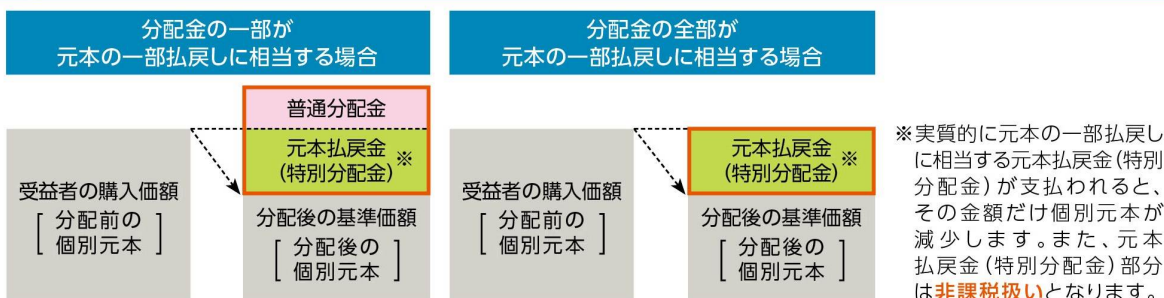 分配金の一部が
元本の一部払戻しに相当する場合
普通分配金
元本払戻金
(特別分配金)
※
受益者の購入価額
[ 分配前の
個別元本 ]
分配後の基準価額
[ 分配後の
個別元本 ]
分配金の全部が
元本の一部払戻しに相当する場合
元本払戻金
(特別分配金)
※
受益者の購入価額
[ 分配前の
個別元本 ]
分配後の基準価額
[ 分配後の
個別元本 ]
※実質的に元本の一部払戻し
に相当する元本払戻金(特別
分配金)が支払われると、
その金額だけ個別元本が
減少します。また、元本
払戻金(特別分配金)部分
は非課税扱いとなります。